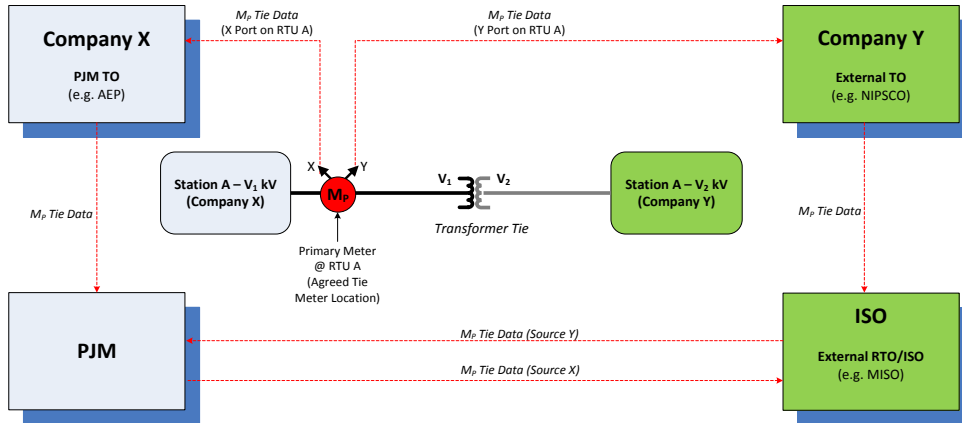 Company X
PJM TO
(e.g. AEP)
Mₚ Tie Data
(X Port on RTU A)
Mₚ Tie Data
(Y Port on RTU A)
Company Y
External TO
(e.g. NIPSCO)
X
Y
Station A – V₁ kV
(Company X)
Mₚ
V₁
V₂
Transformer Tie
Station A – V₂ kV
(Company Y)
Mₚ Tie Data
Mₚ Tie Data
Primary Meter
@ RTU A
(Agreed Tie
Meter Location)
PJM
Mₚ Tie Data (Source Y)
Mₚ Tie Data (Source X)
ISO
External RTO/ISO
(e.g. MISO)